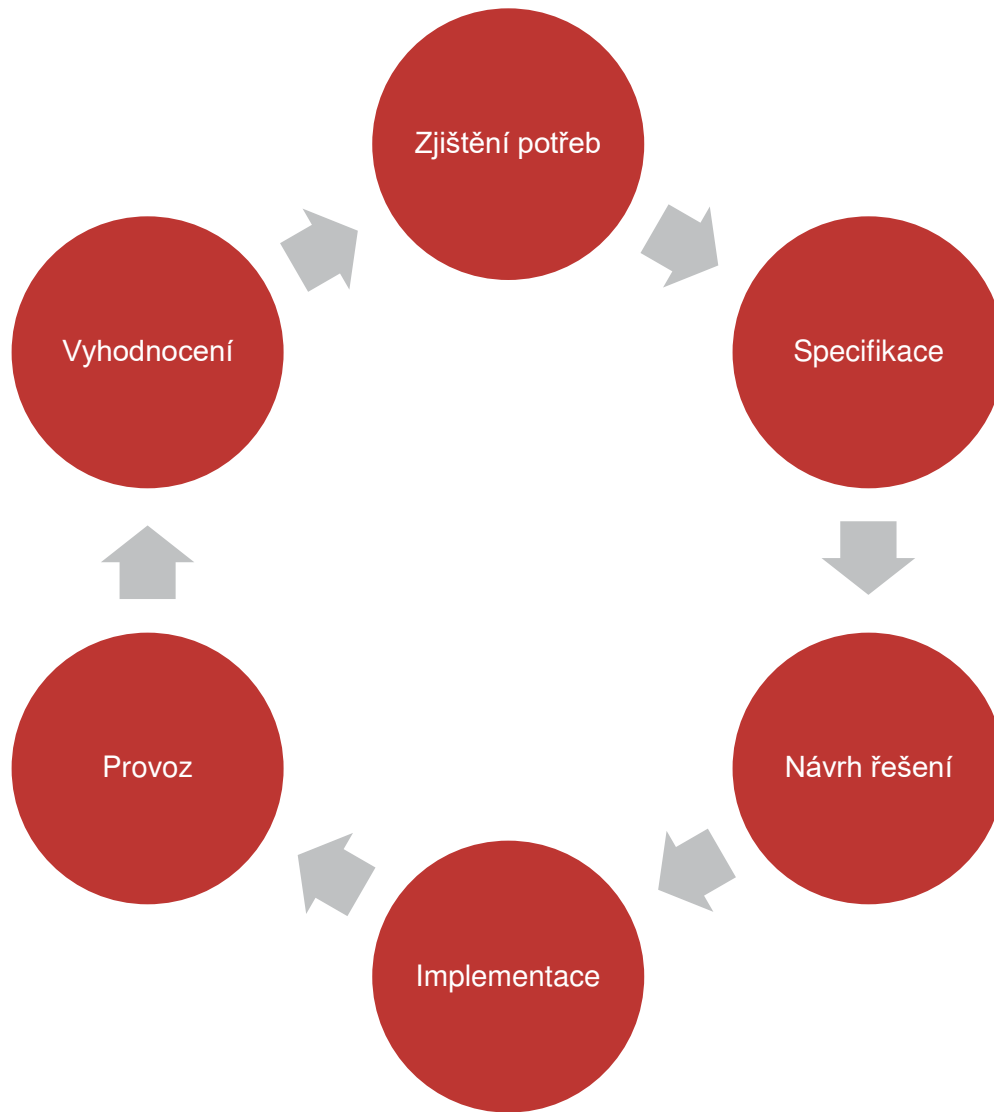 Zjištění potřeb
Specifikace
Návrh řešení
Implementace
Provoz
Vyhodnocení